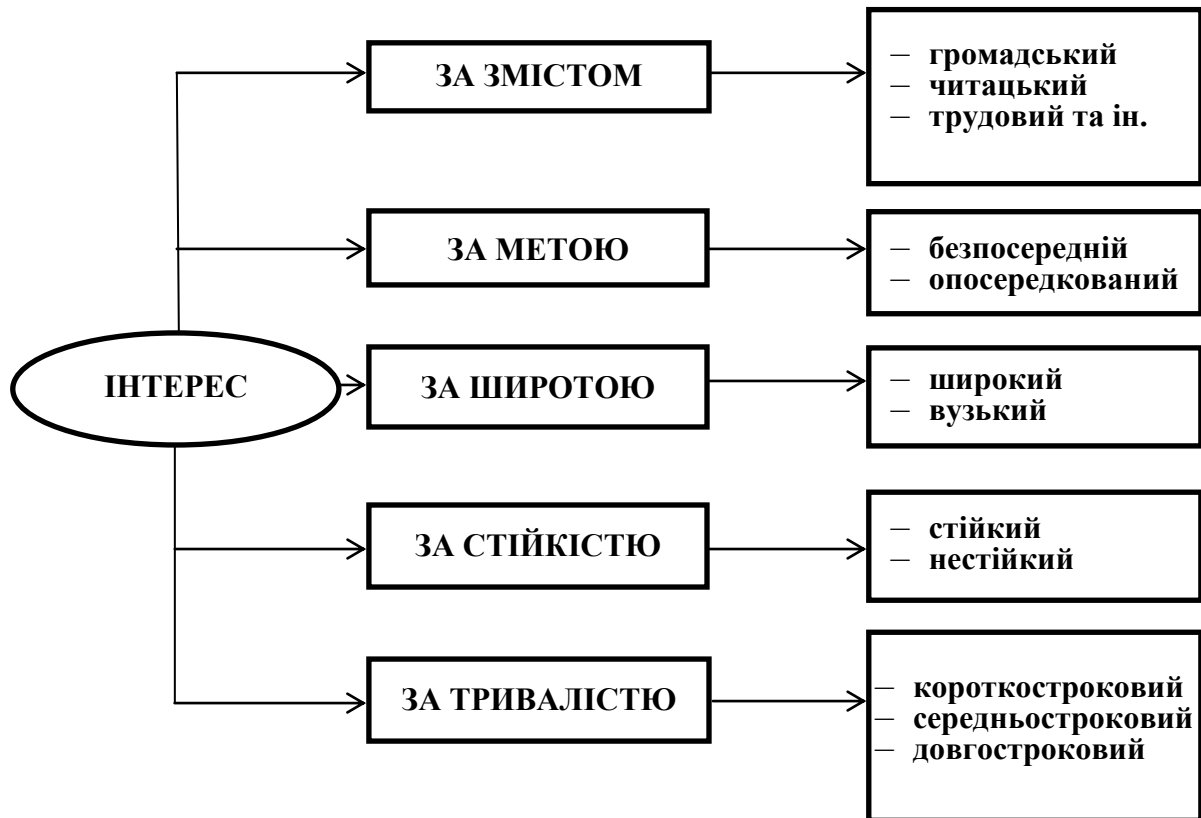 ЗА ЗМІСТОМ
– громадський
– читацький
– трудовий та ін.
ЗА МЕТОЮ
– безпосередній
– опосередкований
ІНТЕРЕС
ЗА ШИРОТОЮ
– широкий
– вузький
ЗА СТІЙКІСТЮ
– стійкий
– нестійкий
ЗА ТРИВАЛІСТЮ
– короткостроковий
– середньостроковий
– довгостроковий